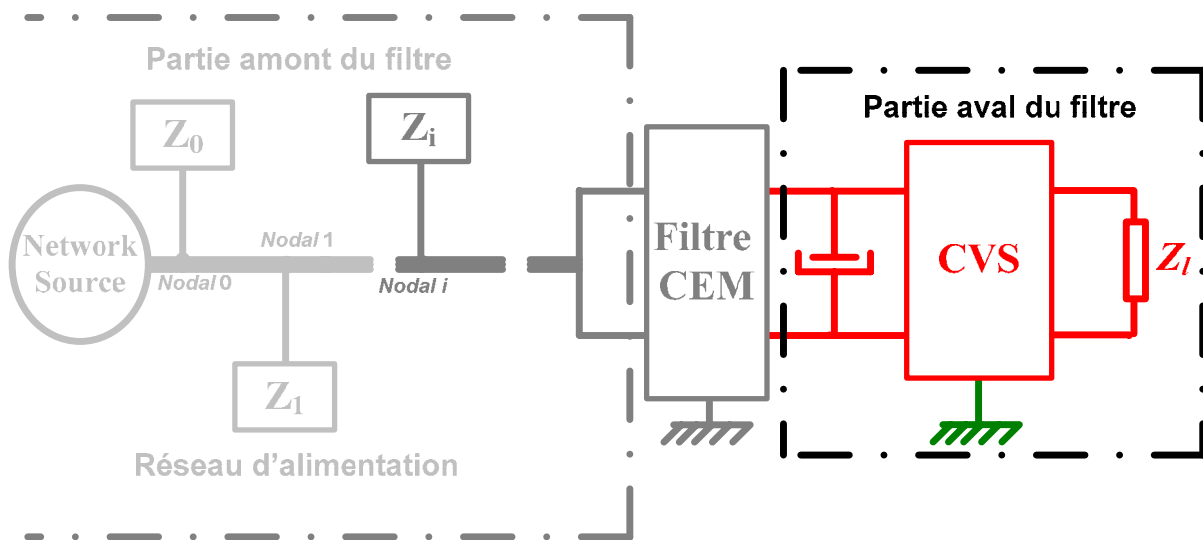 Partie amont du filtre
Partie aval du filtre
Z0
Zi
Network
Source
Nodal 1
Nodal 0
Nodal i
Filtre
CEM
CVS
Zl
Z1
Réseau d’alimentation